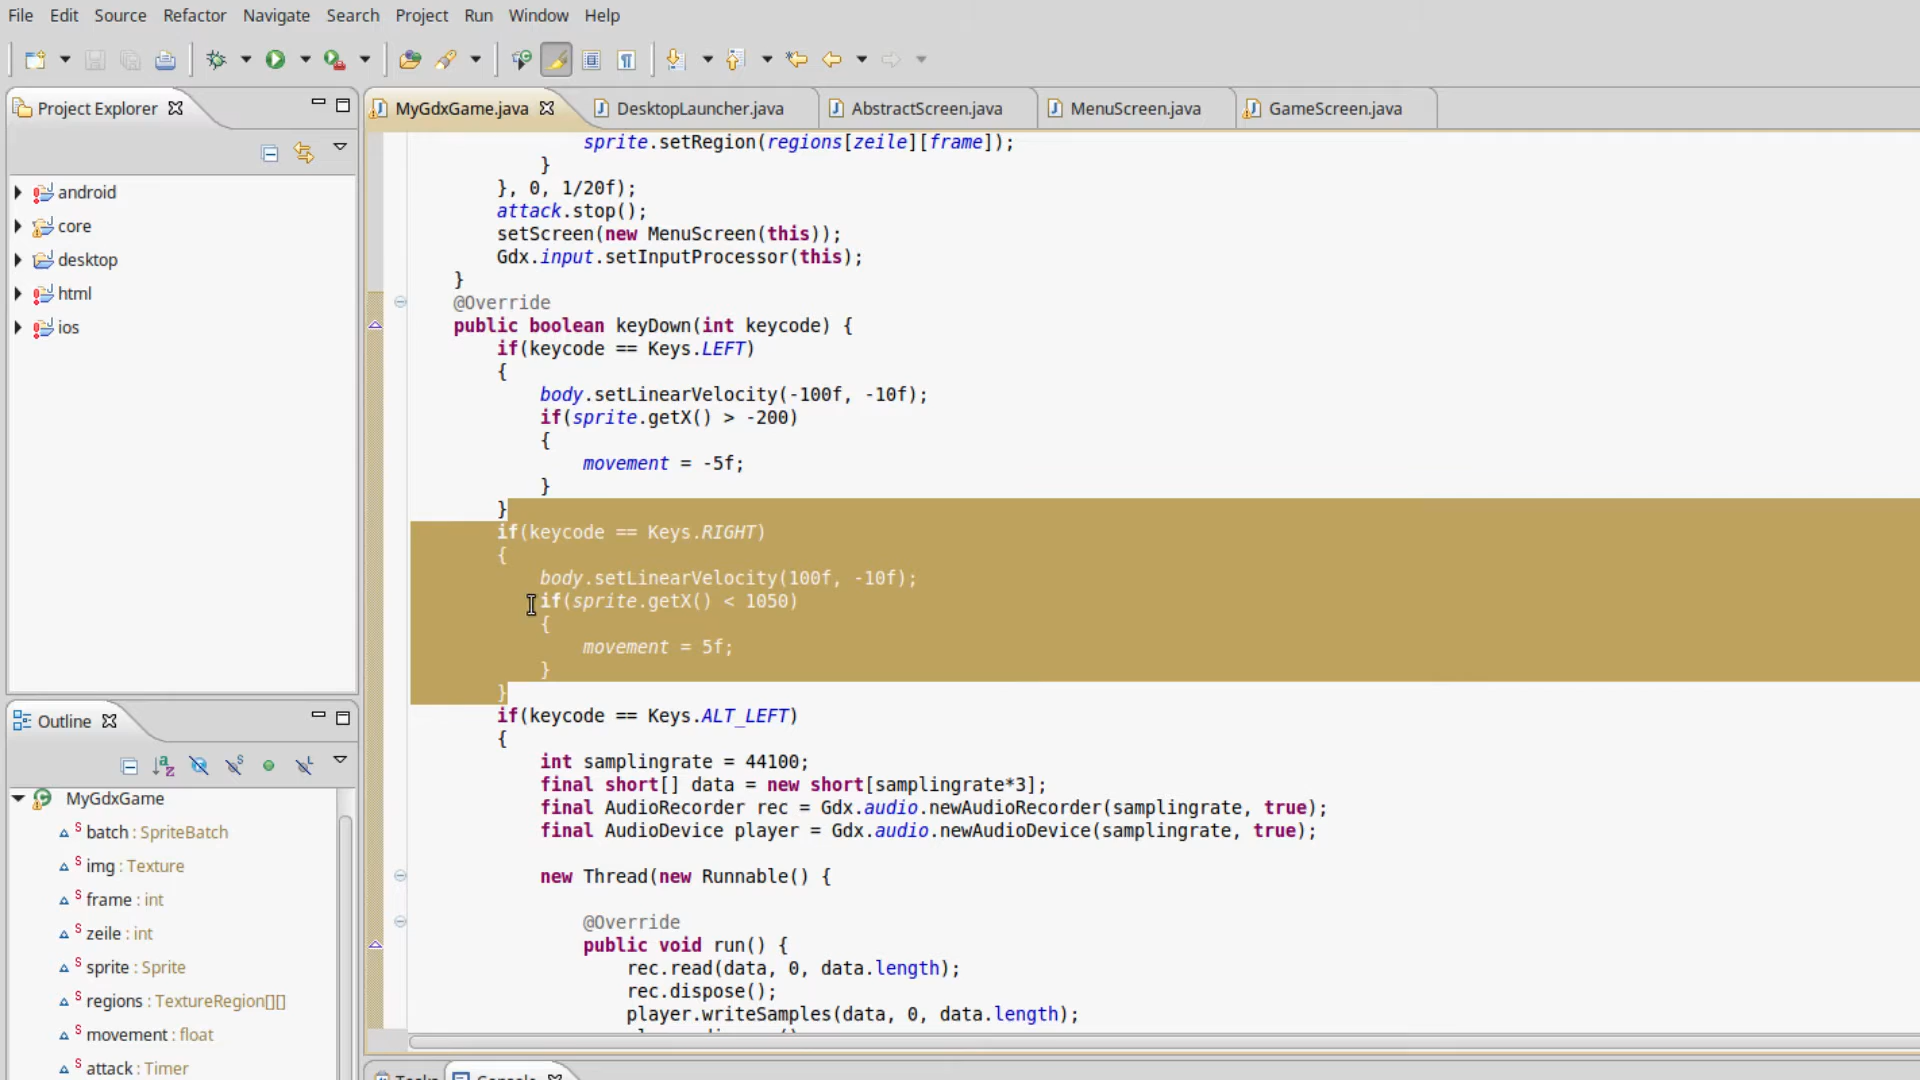 File Edit Source Refactor Navigate Search Project Run Window Help
Project Explorer
android
core
desktop
html
ios
Outline
MyGdxGame
batch : SpriteBatch
img : Texture
frame : int
zeile : int
sprite : Sprite
regions : TextureRegion[][]
movement : float
attack : Timer
MyGdxGame.java DesktopLauncher.java AbstractScreen.java MenuScreen.java GameScreen.java
sprite.setRegion(regions[zeile][frame]);
}
}, 0, 1/20f);
attack.stop();
setScreen(new MenuScreen(this));
Gdx.input.setInputProcessor(this);
}
@Override
public boolean keyDown(int keycode) {
if(keycode == Keys.LEFT)
{
body.setLinearVelocity(-100f, -10f);
if(sprite.getX() > -200)
{
movement = -5f;
}
}
if(keycode == Keys.RIGHT)
{
body.setLinearVelocity(100f, -10f);
if(sprite.getX() < 1050)
{
movement = 5f;
}
}
if(keycode == Keys.ALT_LEFT)
{
int samplingrate = 44100;
final short[] data = new short[samplingrate*3];
final AudioRecorder rec = Gdx.audio.newAudioRecorder(samplingrate, true);
final AudioDevice player = Gdx.audio.newAudioDevice(samplingrate, true);
new Thread(new Runnable() {
@Override
public void run() {
rec.read(data, 0, data.length);
rec.dispose();
player.writeSamples(data, 0, data.length);
Tasks Console